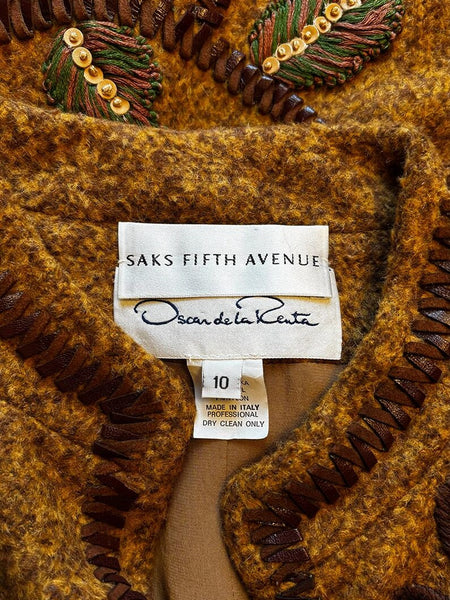 SAKS FIFTH AVENUE
Oscar de la Renta
10
MADE IN ITALY
PROFESSIONAL
DRY CLEAN ONLY